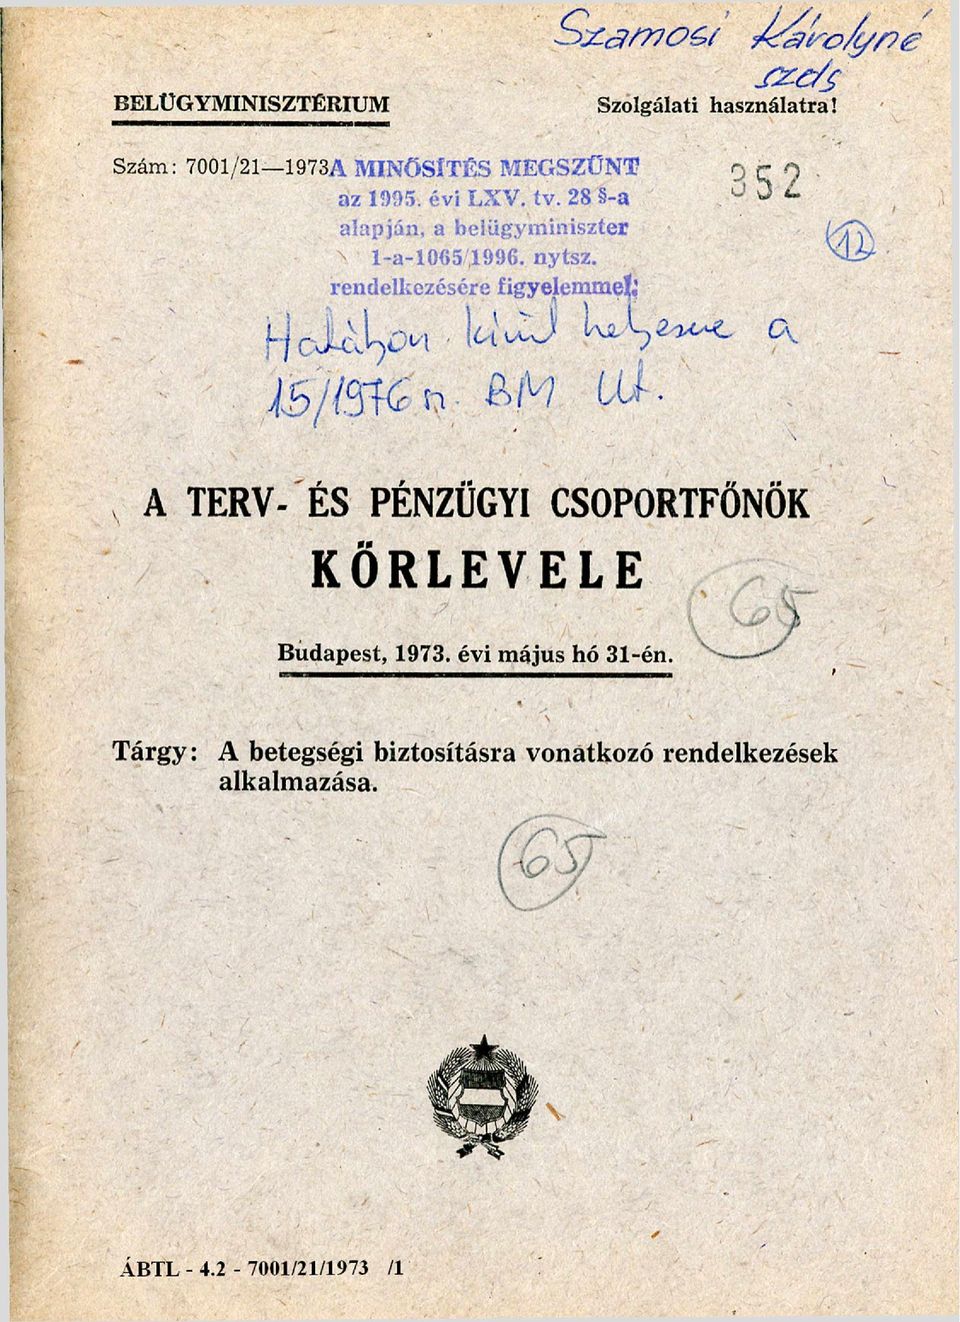 Szamosi Károlyné
szds
BELÜGYMINISZTÉRIUM
Szolgálati használatra!
Szám: 7001/21—1973
A MINŐSÍTÉS MEGSZŰNT
az 1995. évi LXV. tv. 28 §-a
alapján, a belügyminiszter
1-a-1065/1996. nytsz.
rendelkezésére figyelemmel:
352
12
Hatályon kívül helyezve a
15/1976 n. BM Ut.
A TERV- ÉS PÉNZÜGYI CSOPORTFŐNÖK
KÖRLEVELE
65
Budapest, 1973. évi május hó 31-én.
Tárgy: A betegségi biztosításra vonatkozó rendelkezések
alkalmazása.
65
ÁBTL - 4.2 - 7001/21/1973 /1